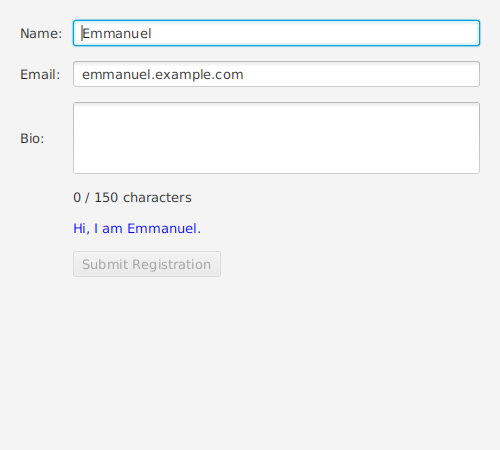 Name: Emmanuel
Email: emmanuel.example.com
Bio:
0 / 150 characters
Hi, I am Emmanuel.
Submit Registration